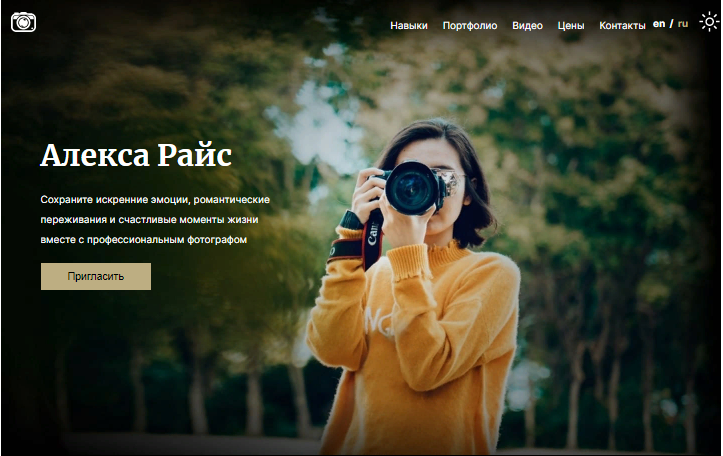 Навыки Портфолио Видео Цены Контакты en / ru
Алекса Райс
Сохраните искренние эмоции, романтические
переживания и счастливые моменты жизни
вместе с профессиональным фотографом
Пригласить